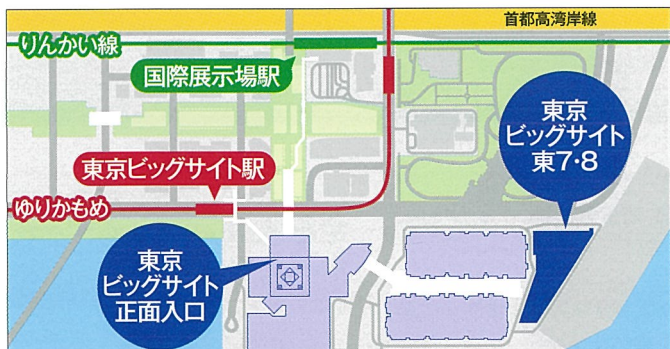 首都高湾岸線
りんかい線
国際展示場駅
東京
ビッグサイト
東7・8
東京ビッグサイト駅
ゆりかもめ
東京
ビッグサイト
正面入口